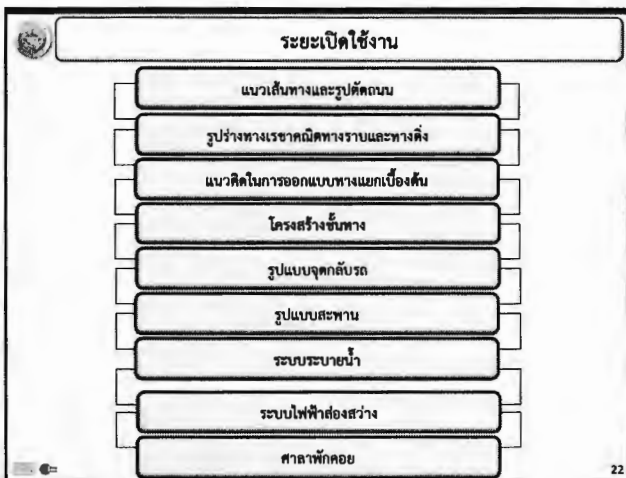 ระยะเปิดใช้งาน
แนวเส้นทางและรูปตัดถนน
รูปร่างทางเรขาคณิตทางราบและทางดิ่ง
แนวคิดในการออกแบบทางแยกเบื้องต้น
โครงสร้างชั้นทาง
รูปแบบจุดกลับรถ
รูปแบบสะพาน
ระบบระบายน้ำ
ระบบไฟฟ้าส่องสว่าง
ศาลาพักคอย
22